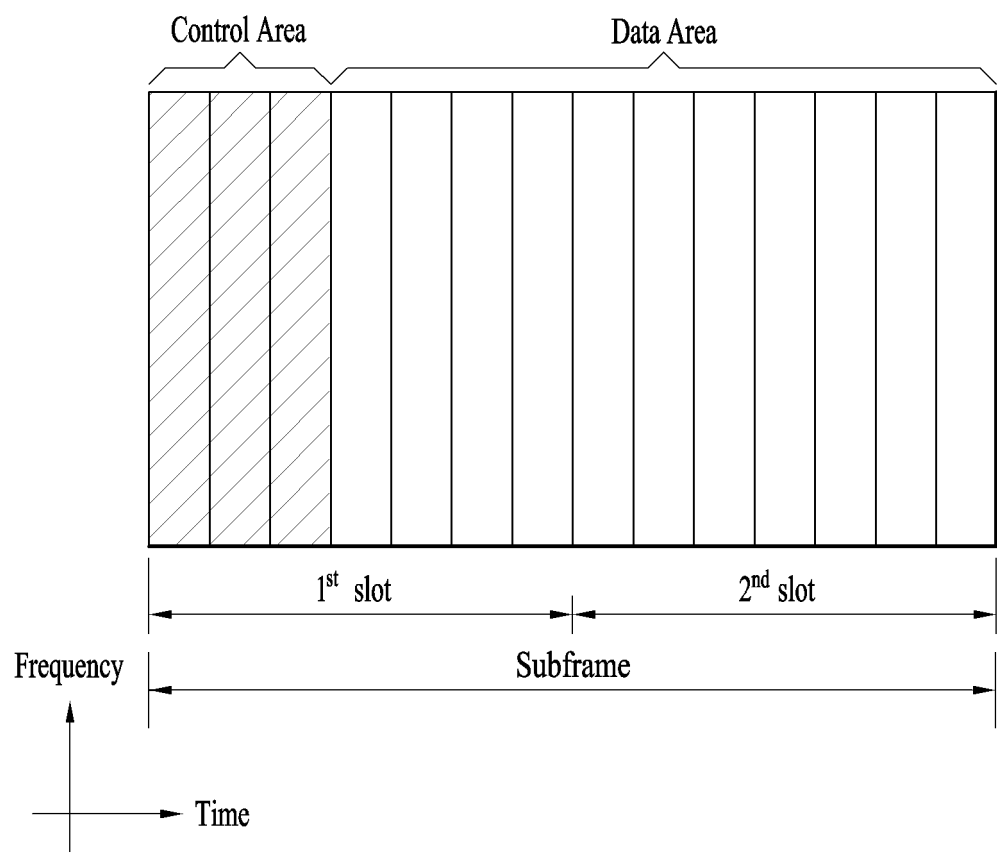 Control Area
Data Area
1st slot
2nd slot
Subframe
Frequency
Time